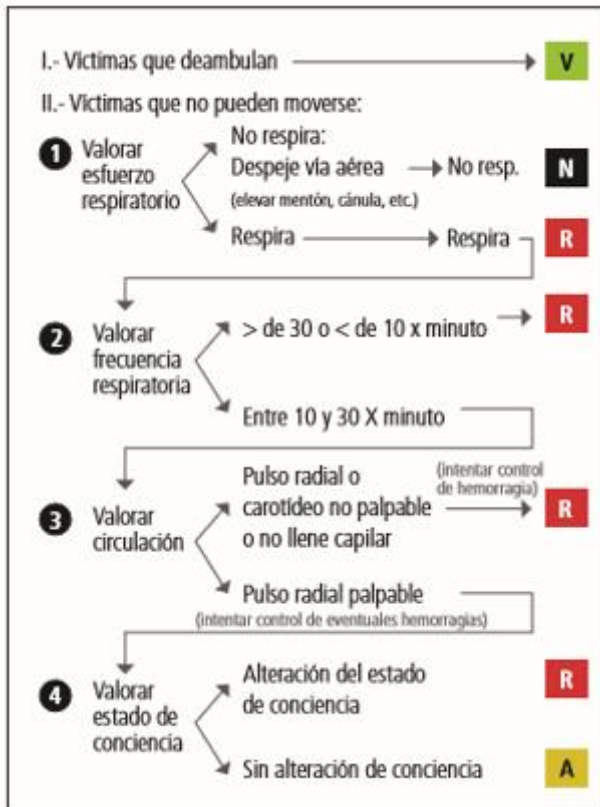 I.- Víctimas que deambulan V
II.- Víctimas que no pueden moverse:
No respira:
1 Valorar Despeje vía aérea No resp. N
esfuerzo (elevar mentón, cánula, etc.)
respiratorio
Respira Respira R
2 Valorar > de 30 o < de 10 x minuto R
frecuencia
respiratoria
Entre 10 y 30 X minuto
Pulso radial o (intentar control
de hemorragia)
3 Valorar carotídeo no palpable R
circulación o no llene capilar
Pulso radial palpable
(intentar control de eventuales hemorragias)
4 Valorar Alteración del estado R
estado de de conciencia
conciencia
Sin alteración de conciencia A